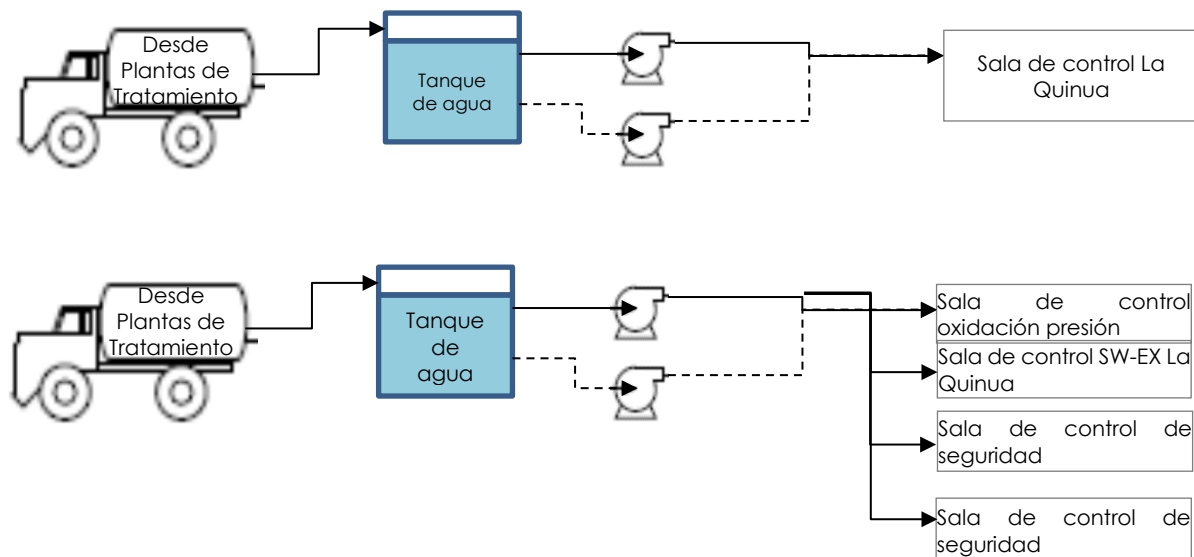 Desde
Plantas de
Tratamiento
Tanque
de agua
Sala de control La
Quinua
Desde
Plantas de
Tratamiento
Tanque
de
agua
Sala de control
oxidación presión
Sala de control SW-EX La
Quinua
Sala de control de
seguridad
Sala de control de
seguridad